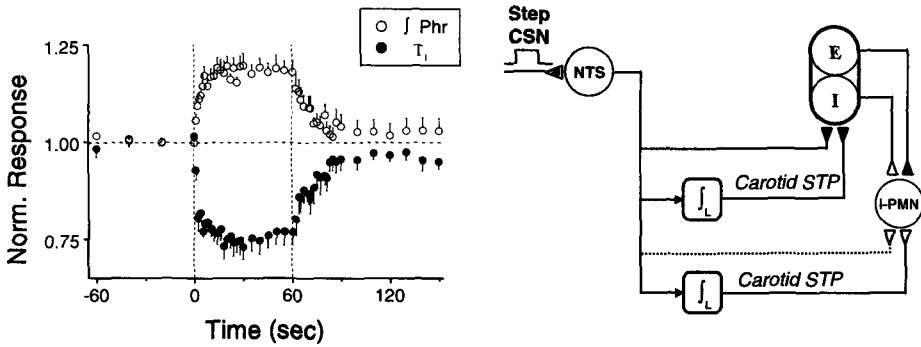 1.25
1.00
0.75
Norm. Response
-60
0
60
120
Time (sec)
○ ∫ Phr
● TI
Step
CSN
NTS
E
I
∫L
Carotid STP
I-PMN
∫L
Carotid STP